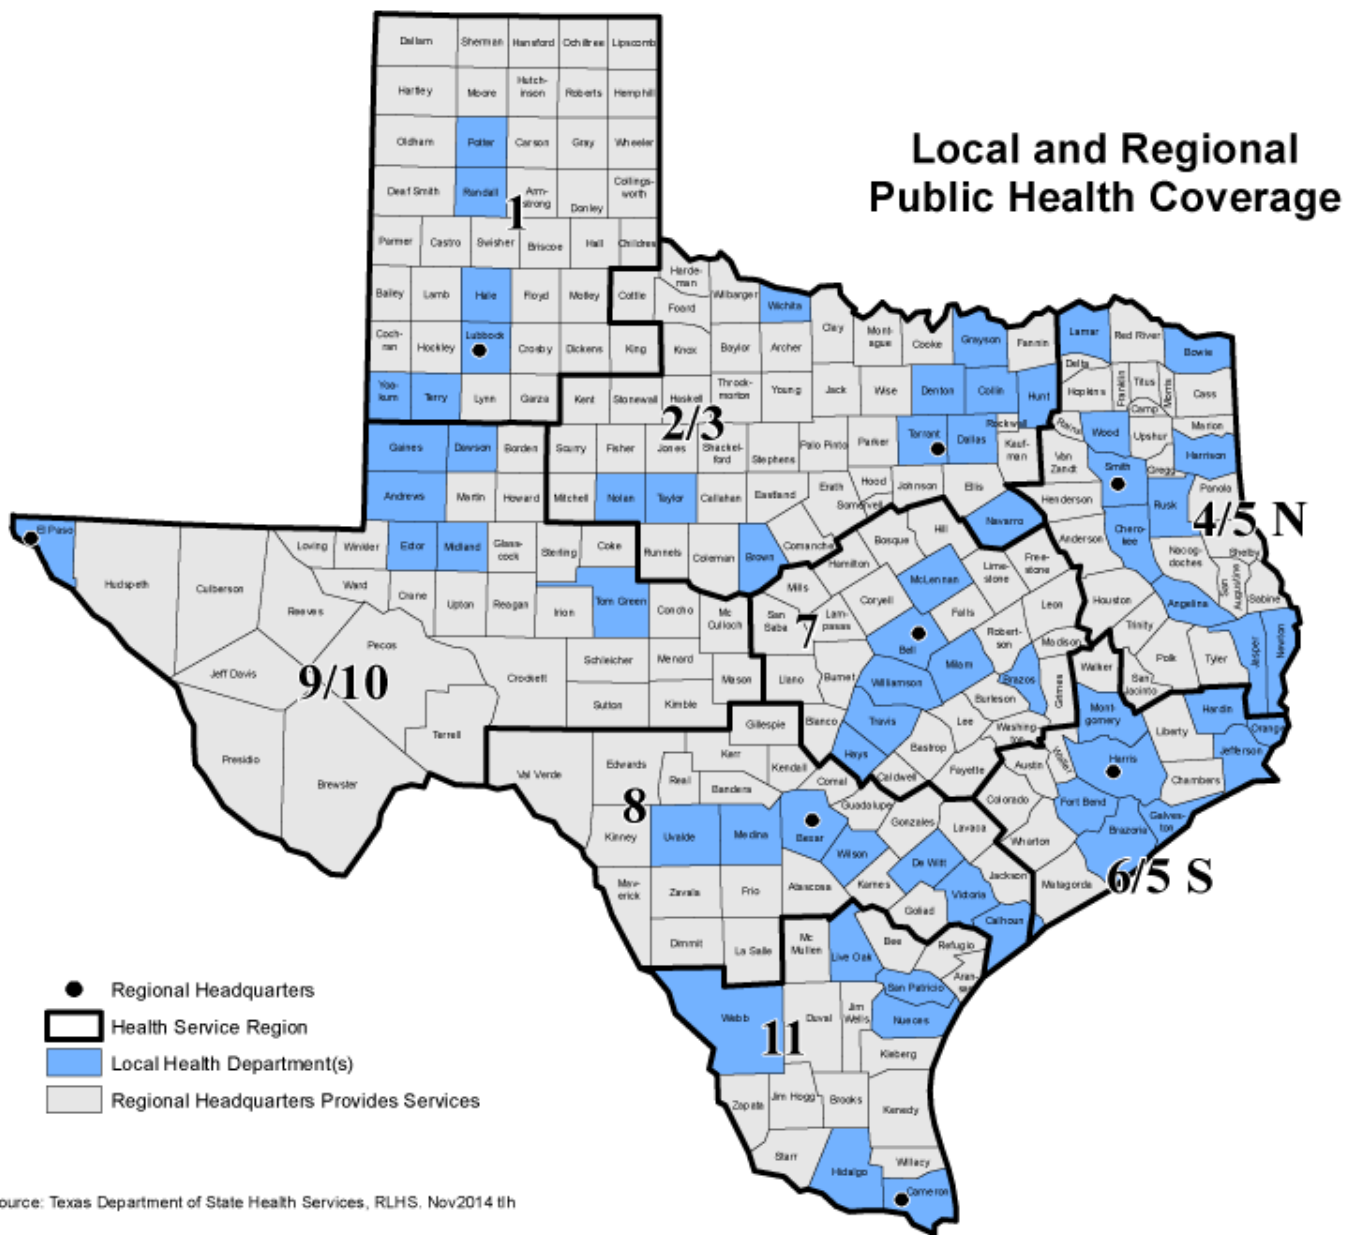 Local and Regional
Public Health Coverage
Dallam Sherman Hansford Ochiltree Lipscomb
Hartley Moore Hutch-
inson Roberts Hemphill
Oldham Potter Carson Gray Wheeler
Deaf Smith Randall Arm-
strong Donley Collings-
worth
1
Parmer Castro Swisher Briscoe Hall Childress
Bailey Lamb Hale Floyd Motley Cottle Harde-
man Foard Wilbarger Wichita
Clay Mont-
ague Cooke Grayson Fannin Lamar Red River Bowie
Coch-
ran Hockley Lubbock Crosby Dickens King Knox Baylor Archer
Delta Hopkins Franklin Titus Morris Camp Cass
Yoa-
kum Terry Lynn Garza Kent Stonewall Haskell Throck-
morton Young Jack Wise Denton Collin Hunt
2/3
Rockwall Rains Wood Upshur Marion
Gaines Dawson Borden Scurry Fisher Jones Shackel-
ford Stephens Palo Pinto Parker Tarrant Dallas Kauf-
man Van
Zandt Smith Gregg Harrison
Andrews Martin Howard Mitchell Nolan Taylor Callahan Eastland Erath Hood Somervell Johnson Ellis Henderson Rusk Panola
4/5 N
El Paso Hudspeth Culberson Loving Winkler Ector Midland Glass-
cock Sterling Coke Runnels Coleman Brown Comanche Bosque Hill Navarro Anderson Chero-
kee Nacog-
doches Shelby
San
Augustine Sabine
Reeves Ward Crane Upton Reagan Irion Tom Green Concho Mc
Culloch Mills Hamilton McLennan Lime-
stone Free-
stone
San
Saba Lam-
pasas Coryell Falls Leon Houston Angelina
7
Jeff Davis Pecos Crockett Schleicher Menard Mason Bell Robert-
son Madison Trinity Polk Tyler Jasper Newton
9/10
Llano Burnet Williamson Milam Brazos Grimes Walker San
Jacinto
Presidio Brewster Terrell Sutton Kimble Blanco Travis Burleson Lee Washing-
ton Mont-
gomery Liberty Hardin Orange
Gillespie Hays Bastrop Fayette Austin Waller Harris Jefferson
Val Verde Edwards Kerr Real Kendall Bandera Comal Caldwell Chambers
8
Guadalupe Gonzales Lavaca Colorado Fort Bend Galves-
ton
Kinney Uvalde Medina Bexar Wilson De Witt Wharton Brazoria
6/5 S
Mav-
erick Zavala Frio Atascosa Karnes Goliad Victoria Jackson Matagorda
Dimmit La Salle Mc
Mullen Live Oak Bee Refugio Calhoun
Aran-
sas San Patricio
Webb Duval Jim
Wells Nueces
11
Kleberg
Zapata Jim Hogg Brooks Kenedy
Starr Hidalgo Willacy Cameron
Regional Headquarters
Health Service Region
Local Health Department(s)
Regional Headquarters Provides Services
ource: Texas Department of State Health Services, RLHS. Nov2014 tlh